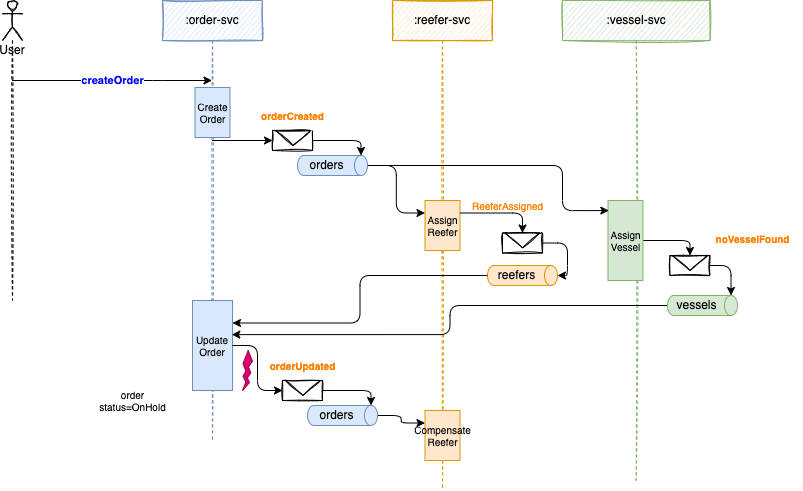 :order-svc
:reefer-svc
:vessel-svc
User
createOrder
Create
Order
orderCreated
orders
Assign
Reefer
ReeferAssigned
Assign
Vessel
noVesselFound
reefers
vessels
Update
Order
orderUpdated
order
status=OnHold
orders
Compensate
Reefer